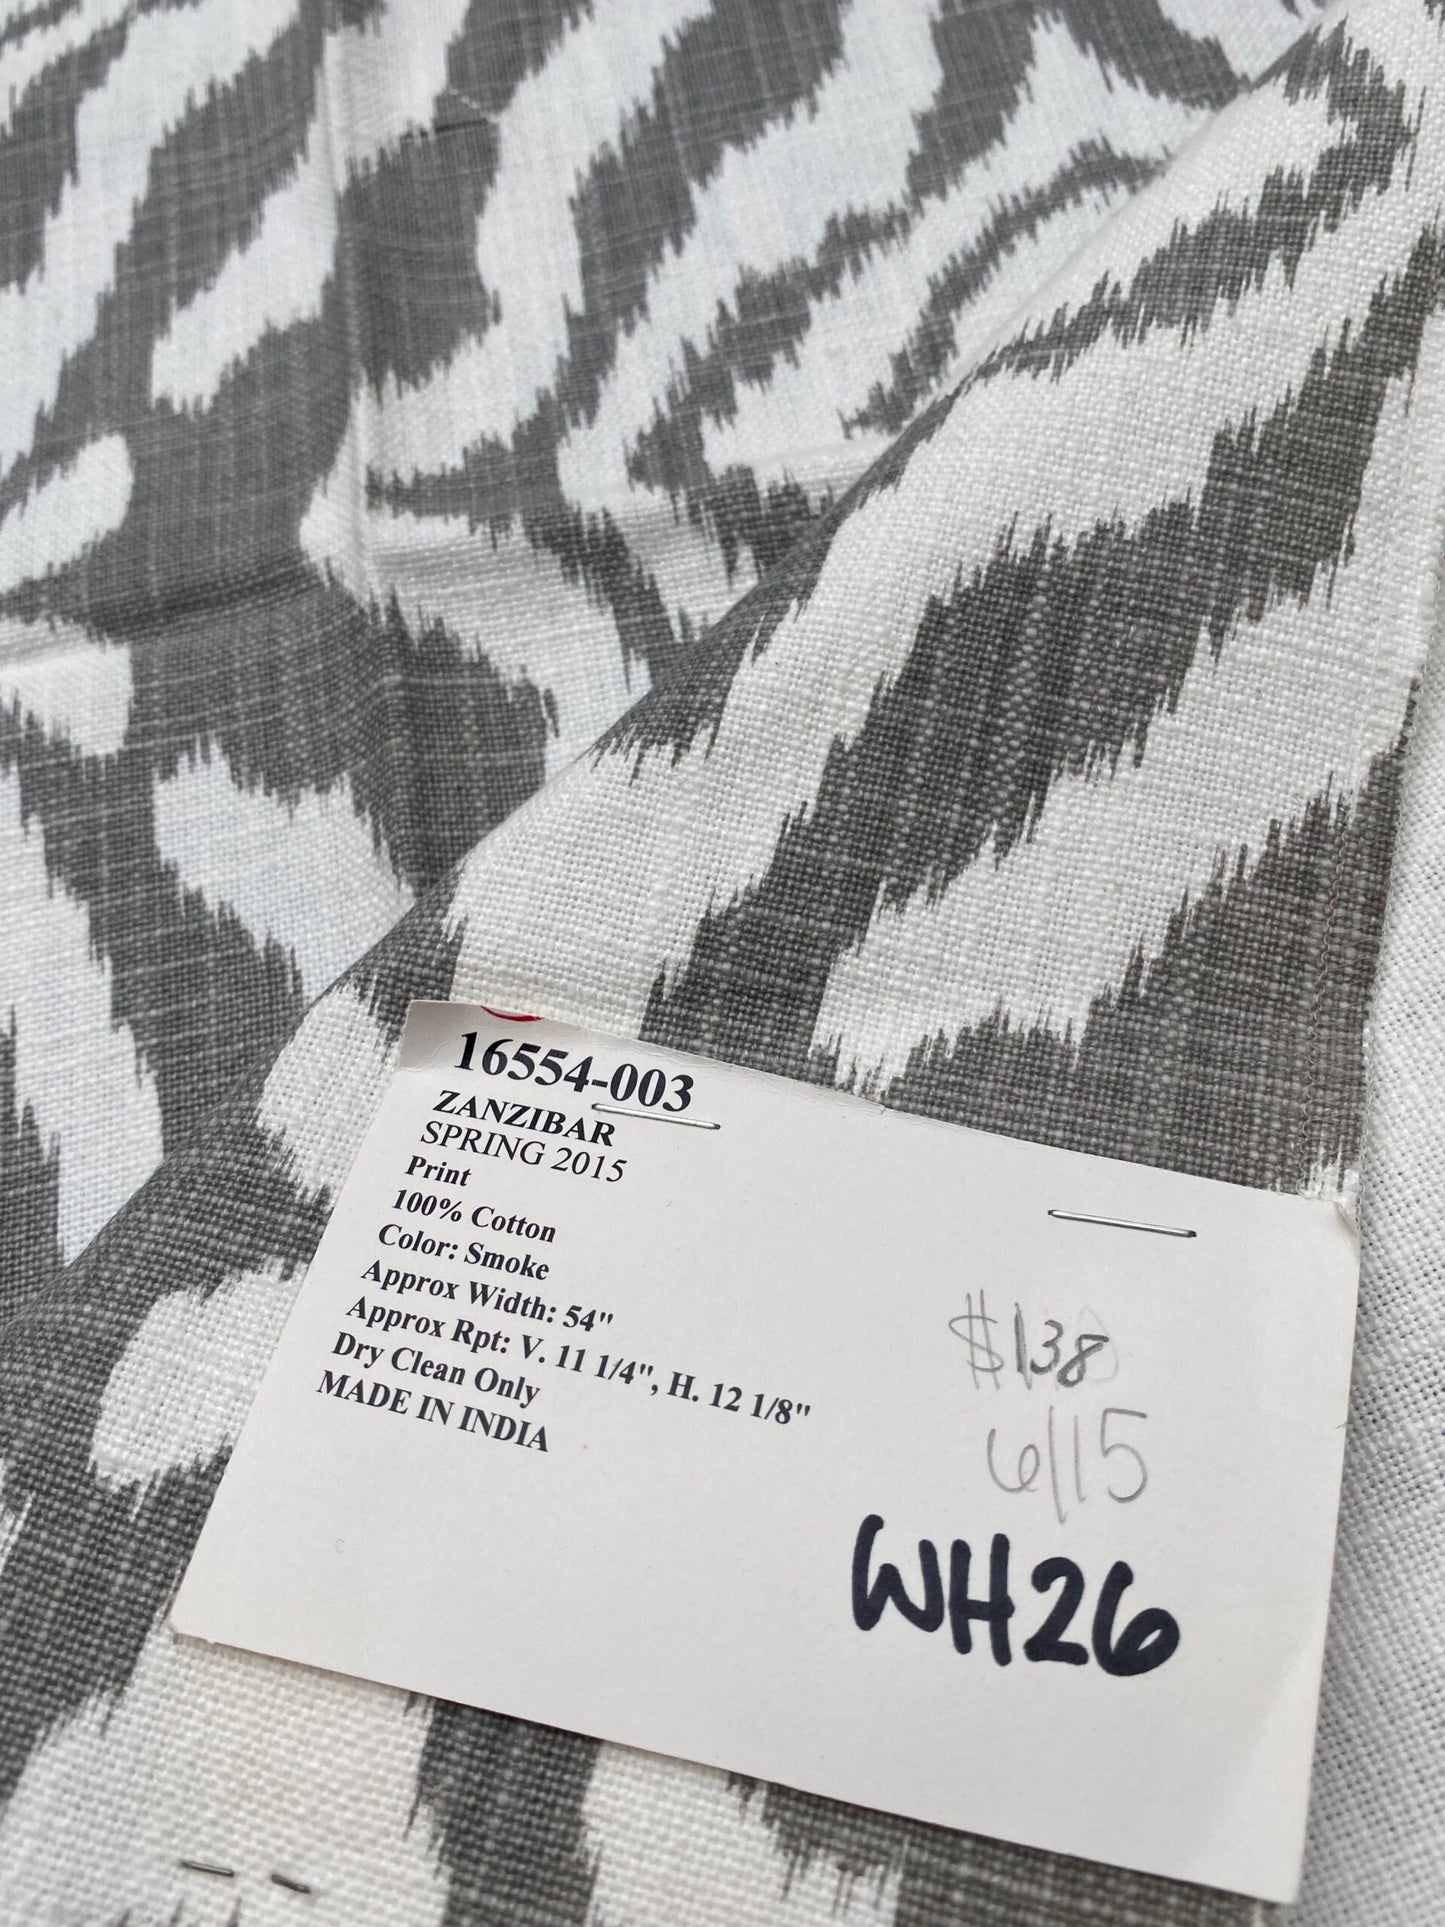 16554-003
ZANZIBAR
SPRING 2015
Print
100% Cotton
Color: Smoke
Approx Width: 54"
Approx Rpt: V. 11 1/4", H. 12 1/8"
Dry Clean Only
MADE IN INDIA
$138
6/15
WH26